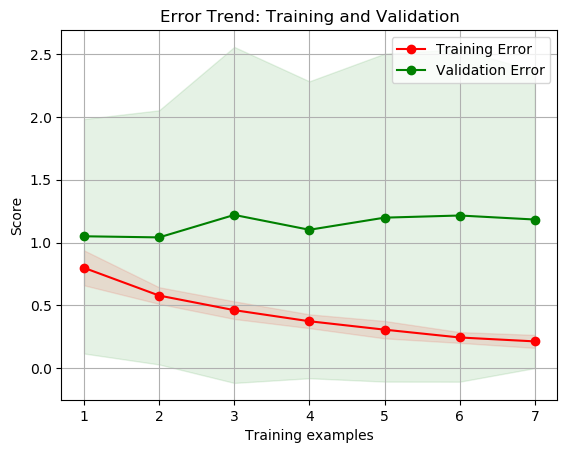 Error Trend: Training and Validation
Training Error
Validation Error
Score
2.5
2.0
1.5
1.0
0.5
0.0
1 2 3 4 5 6 7
Training examples